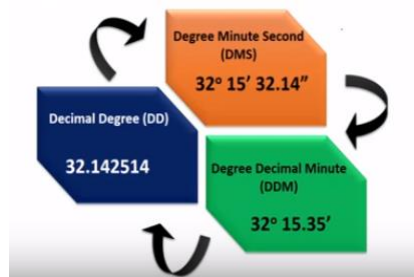 Degree Minute Second
(DMS)
32° 15’ 32.14”
Decimal Degree (DD)
32.142514
Degree Decimal Minute
(DDM)
32° 15.35’